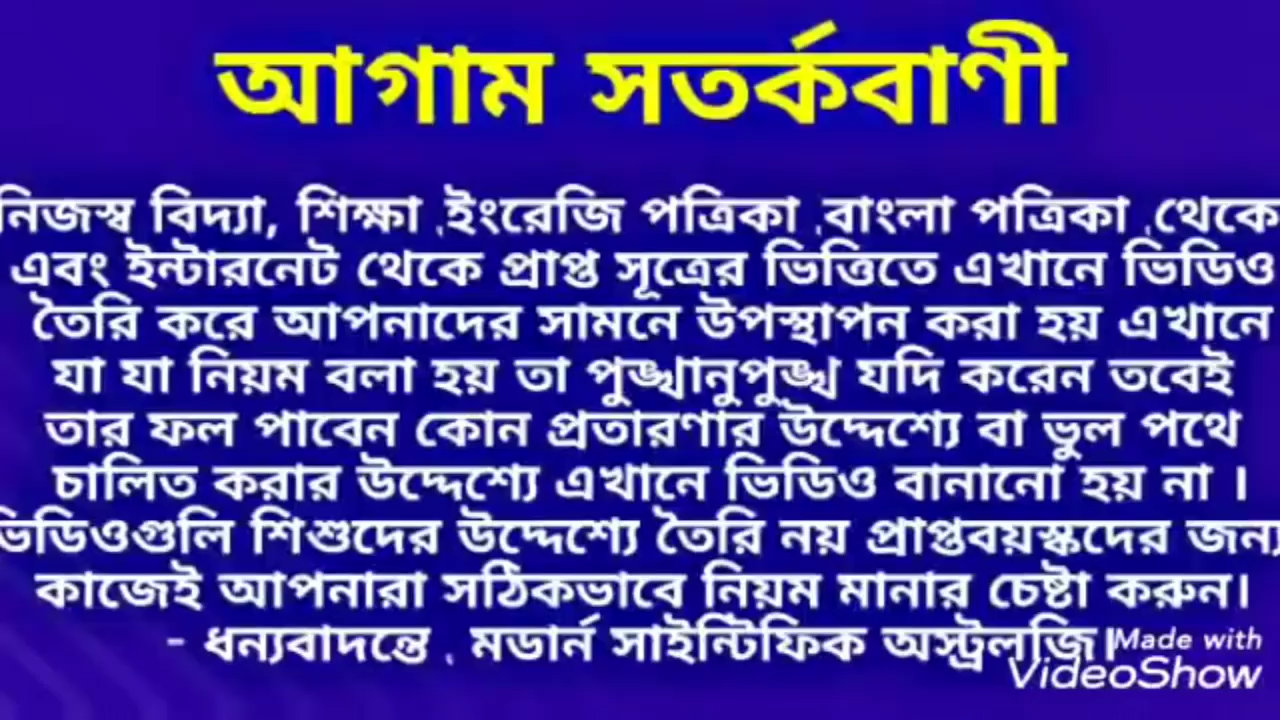 আগাম সতর্কবাণী
নিজস্ব বিদ্যা, শিক্ষা ,ইংরেজি পত্রিকা ,বাংলা পত্রিকা ,থেকে
এবং ইন্টারনেট থেকে প্রাপ্ত সূত্রের ভিত্তিতে এখানে ভিডিও
তৈরি করে আপনাদের সামনে উপস্থাপন করা হয় এখানে
যা যা নিয়ম বলা হয় তা পুঙ্খানুপুঙ্খ যদি করেন তবেই
তার ফল পাবেন কোন প্রতারণার উদ্দেশ্যে বা ভুল পথে
চালিত করার উদ্দেশ্যে এখানে ভিডিও বানানো হয় না ।
ভিডিওগুলি শিশুদের উদ্দেশ্যে তৈরি নয় প্রাপ্তবয়স্কদের জন্য
কাজেই আপনারা সঠিকভাবে নিয়ম মানার চেষ্টা করুন।
- ধন্যবাদন্তে , মডার্ন সাইন্টিফিক অস্ট্রলজি।
Made with
VideoShow